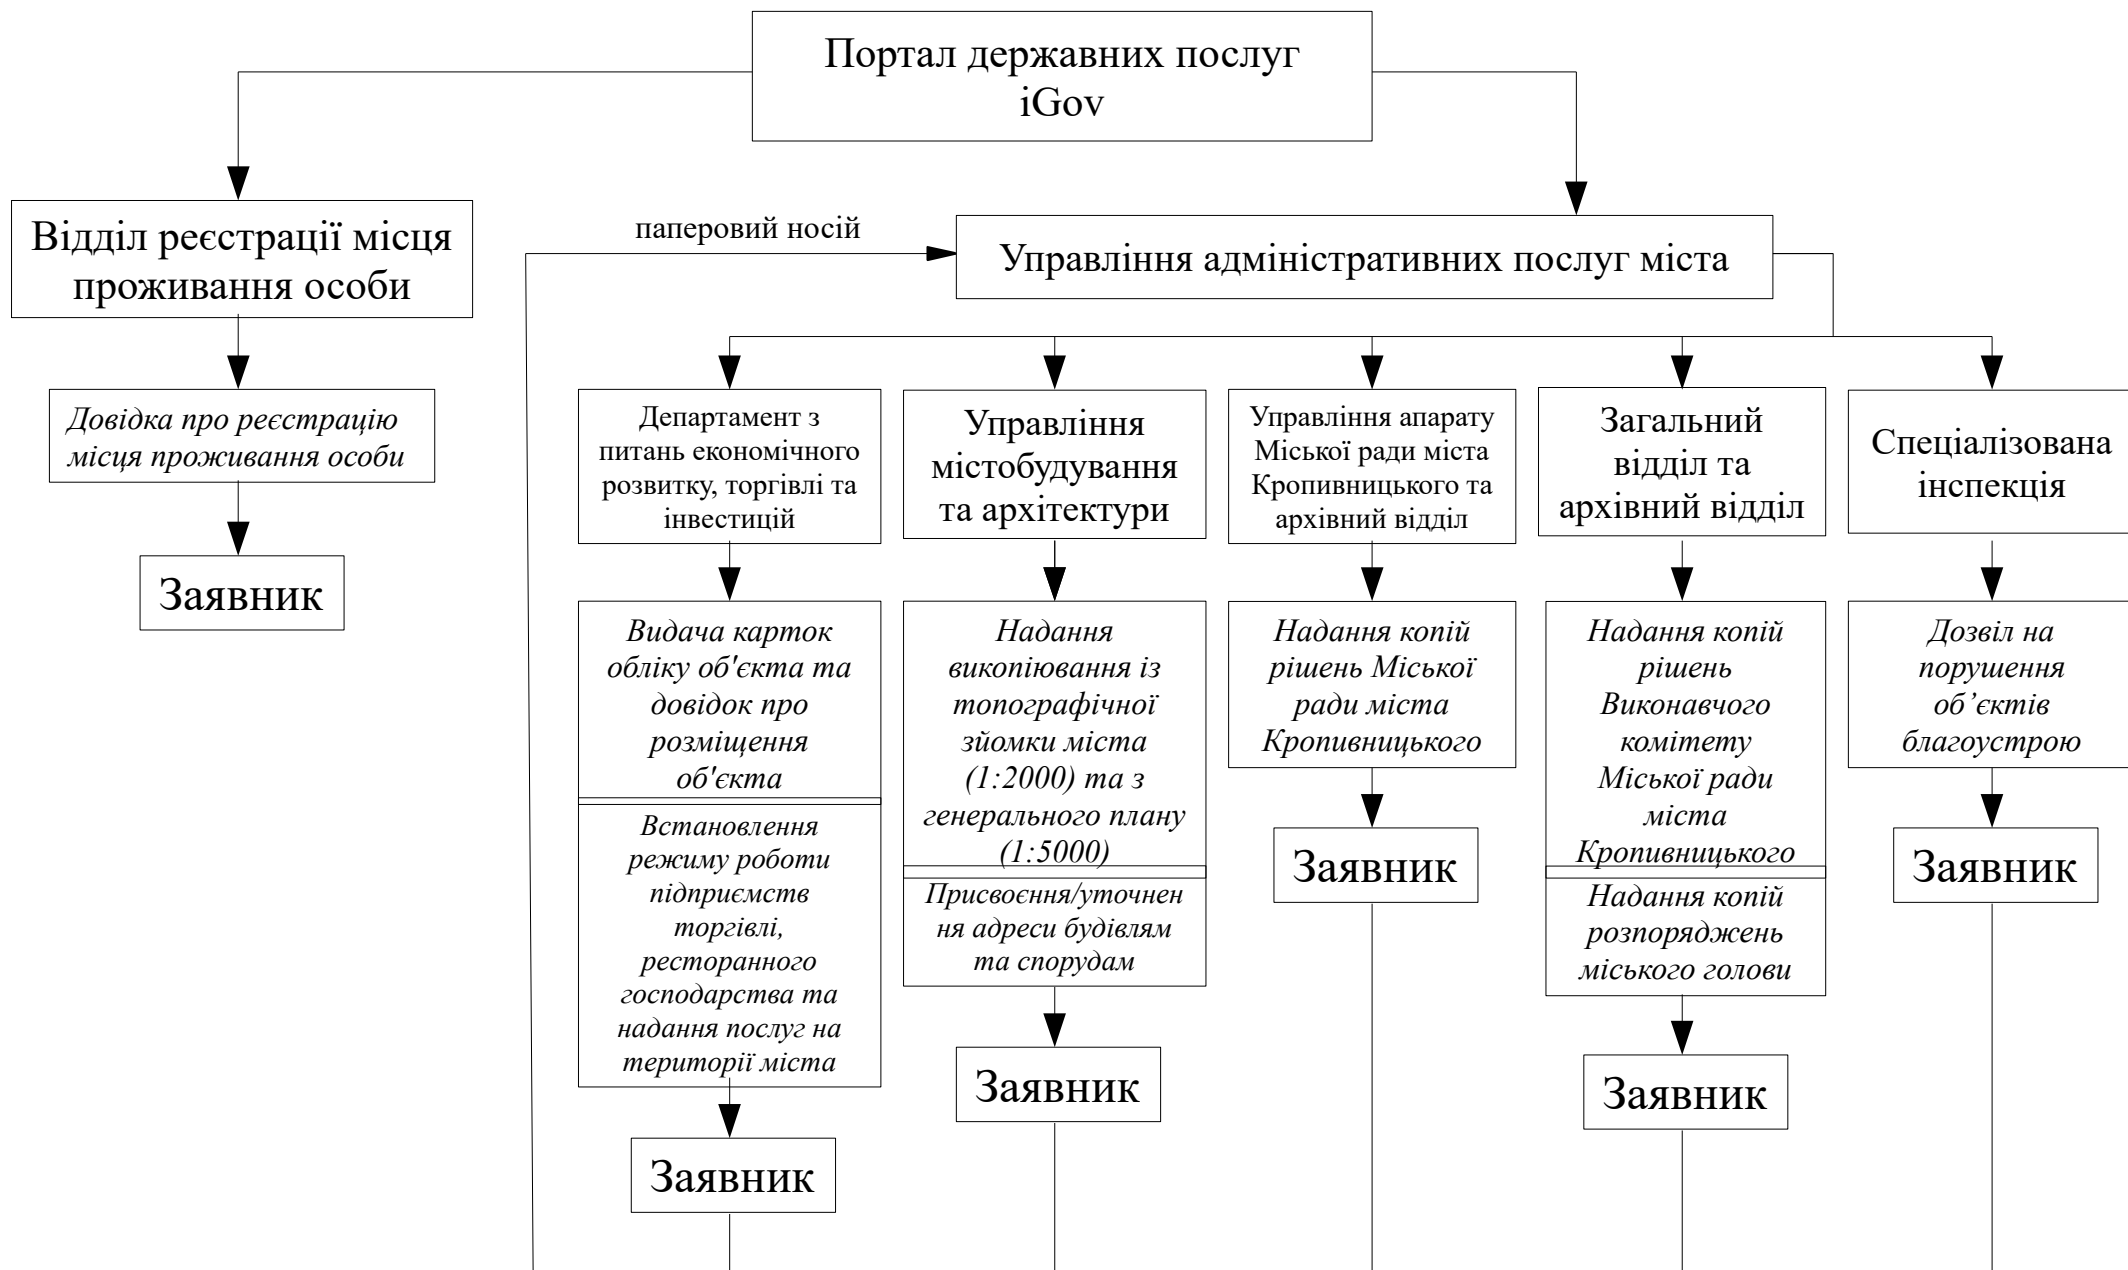 Портал державних послуг
iGov
Відділ реєстрації місця
проживання особи
паперовий носій
Управління адміністративних послуг міста
Довідка про реєстрацію
місця проживання особи
Заявник
Департамент з
питань економічного
розвитку, торгівлі та
інвестицій
Управління
містобудування
та архітектури
Управління апарату
Міської ради міста
Кропивницького та
архівний відділ
Загальний
відділ та
архівний відділ
Спеціалізована
інспекція
Видача карток
обліку об'єкта та
довідок про
розміщення
об'єкта
Встановлення
режиму роботи
підприємств
торгівлі,
ресторанного
господарства та
надання послуг на
території міста
Заявник
Надання
викопіювання із
топографічної
зйомки міста
(1:2000) та з
генерального плану
(1:5000)
Присвоєння/уточнен
ня адреси будівлям
та спорудам
Заявник
Надання копій
рішень Міської
ради міста
Кропивницького
Заявник
Надання копій
рішень
Виконавчого
комітету
Міської ради
міста
Кропивницького
Надання копій
розпоряджень
міського голови
Заявник
Дозвіл на
порушення
об’єктів
благоустрою
Заявник